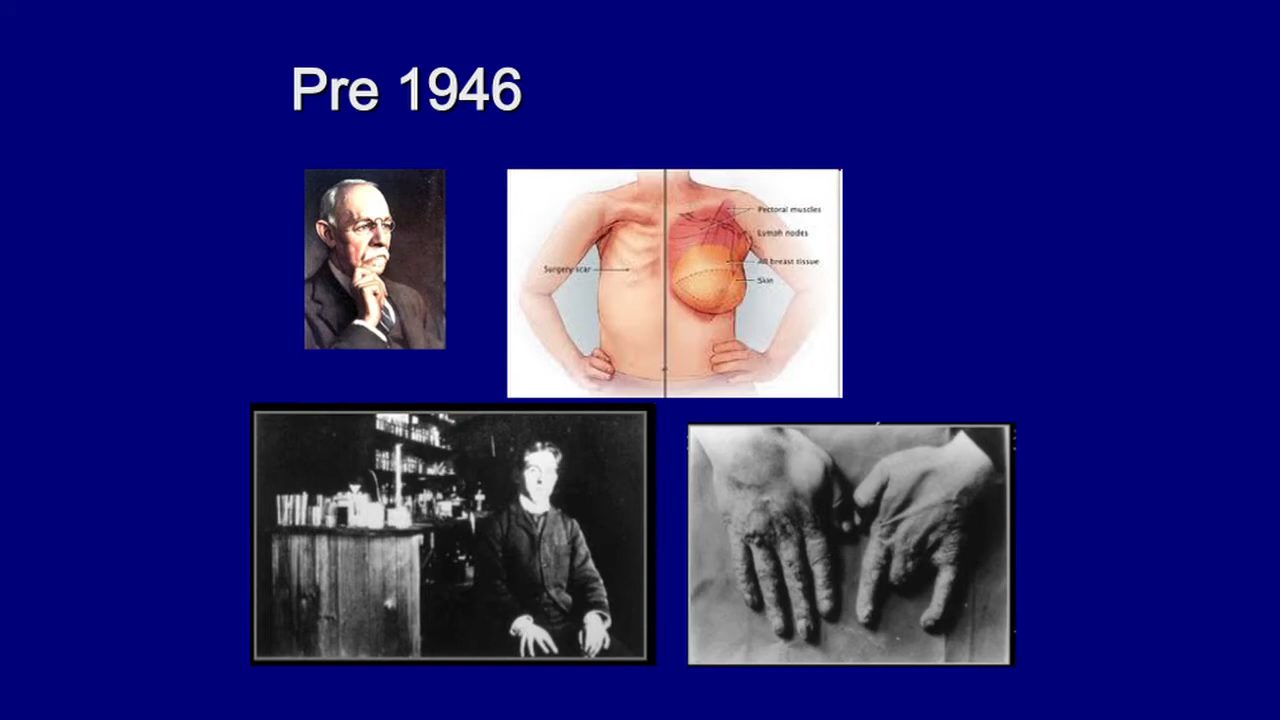 Pre 1946
Pectoral muscles
Lymph nodes
All breast tissue
Surgery scar
Skin